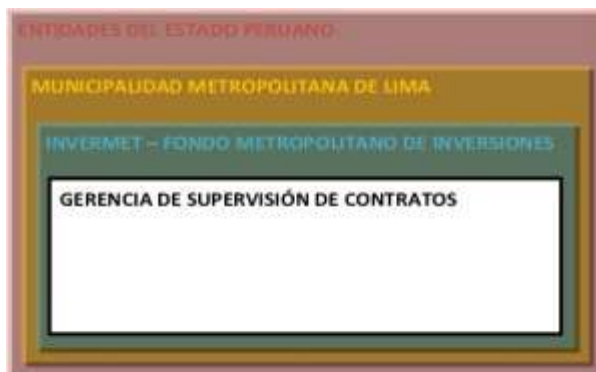 ENTIDADES DEL ESTADO PERUANO
MUNICIPALIDAD METROPOLITANA DE LIMA
INVERMET – FONDO METROPOLITANO DE INVERSIONES
GERENCIA DE SUPERVISIÓN DE CONTRATOS